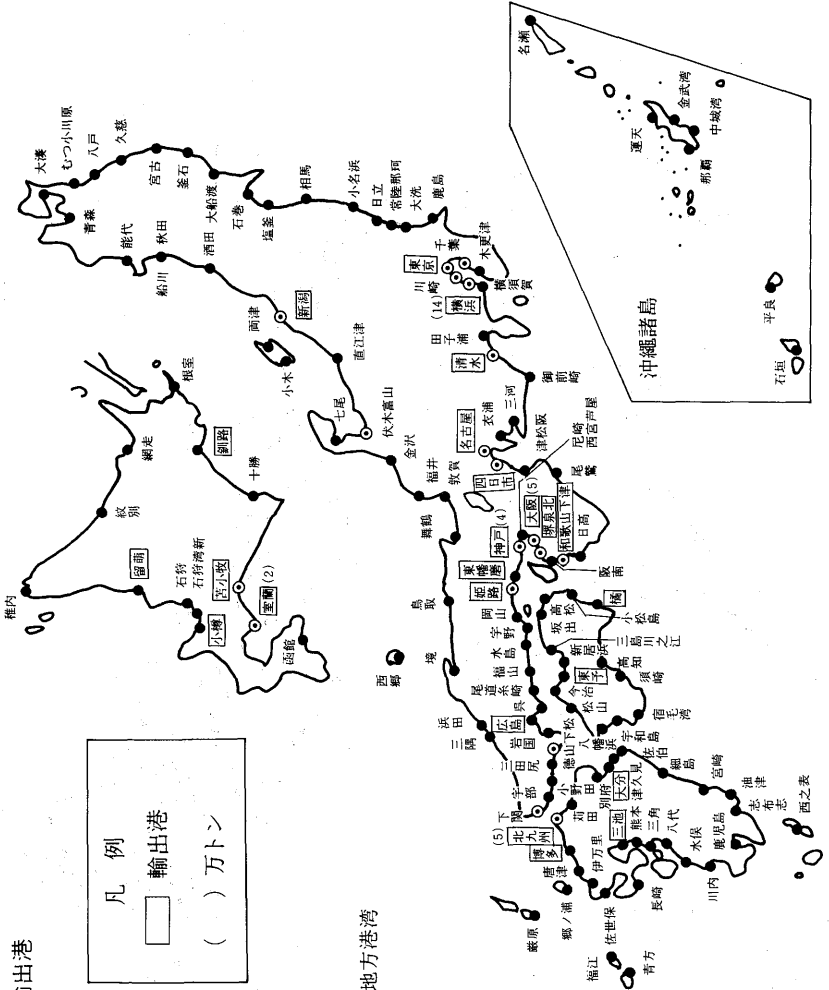 出港
凡例
輸出港
( ) 万トン
地方港湾
稚内
紋別
網走
根室
釧路
十勝
留萌
石狩
石狩湾新
小樽
苫小牧
室蘭(2)
函館
大湊
むつ小川原
八戸
久慈
宮古
釜石
大船渡
石巻
塩釜
相馬
小名浜
日立
常陸那珂
大洗
鹿島
青森
能代
秋田
船川
酒田
新潟
両津
小木
直江津
七尾
伏木富山
金沢
福井
敦賀
舞鶴
鳥取
境
西郷
浜田
三隅
木更津
千葉
東京
川崎
(14)
横浜
横須賀
田子浦
清水
御前崎
三河
衣浦
名古屋
四日市
津松阪
尾鷲
尼崎
西宮芦屋
大阪(5)
堺泉北
和歌山下津
日高
阪南
神戸(4)
東幡磨
姫路
岡山
宇野
水島
福山
尾道糸崎
呉
広島
岩国
徳山下松
三田尻
宇部
小野田
下関
高松
坂出
小松島
橘
三島川之江
新居浜
東予
今治
松山
高知
須崎
宿毛湾
宇和島
八幡浜
(5)
北九州
博多
苅田
別府
大分
津久見
佐伯
細島
宮崎
油津
志布志
西之表
鹿児島
川内
水俣
八代
三角
熊本
三池
長崎
伊万里
唐津
佐世保
郷ノ浦
厳原
福江
青方
沖縄諸島
名瀬
運天
金武湾
中城湾
那覇
平良
石垣